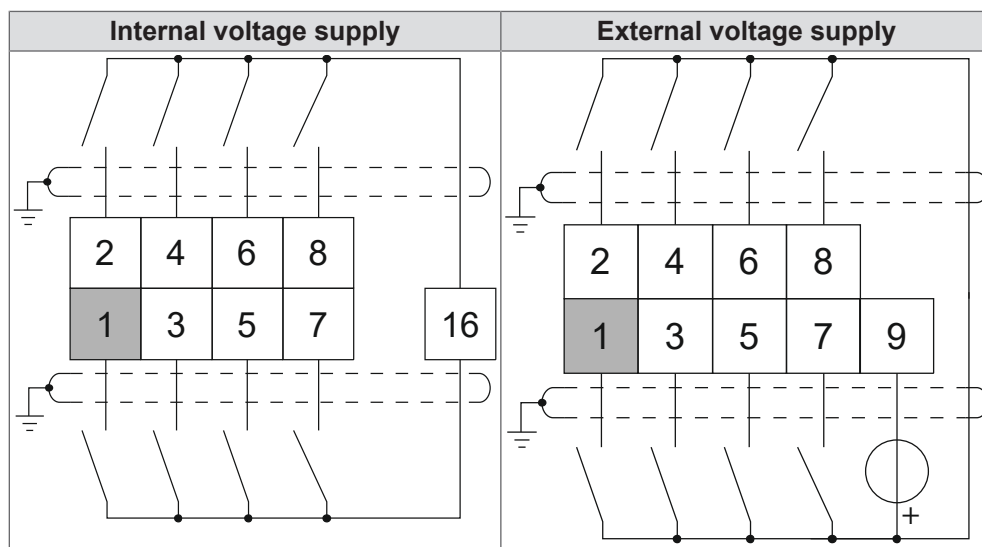 Internal voltage supply
External voltage supply
2 4 6 8
1 3 5 7 16
2 4 6 8
1 3 5 7 9
+